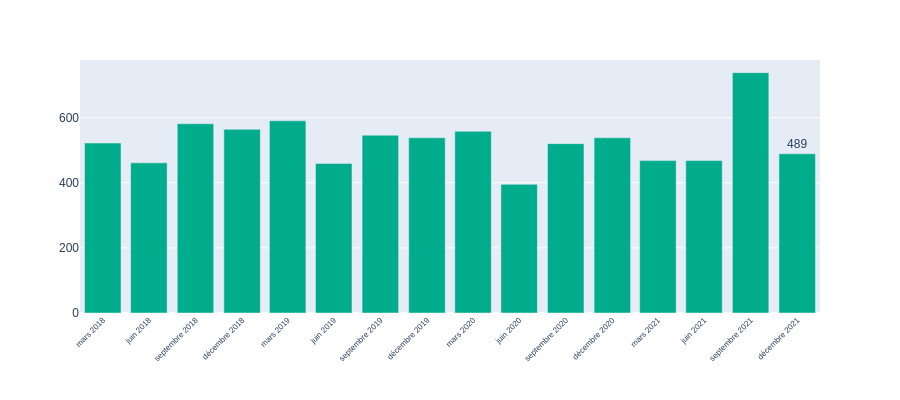 600
400
200
0
489
mars 2018
juin 2018
septembre 2018
décembre 2018
mars 2019
juin 2019
septembre 2019
décembre 2019
mars 2020
juin 2020
septembre 2020
décembre 2020
mars 2021
juin 2021
septembre 2021
décembre 2021